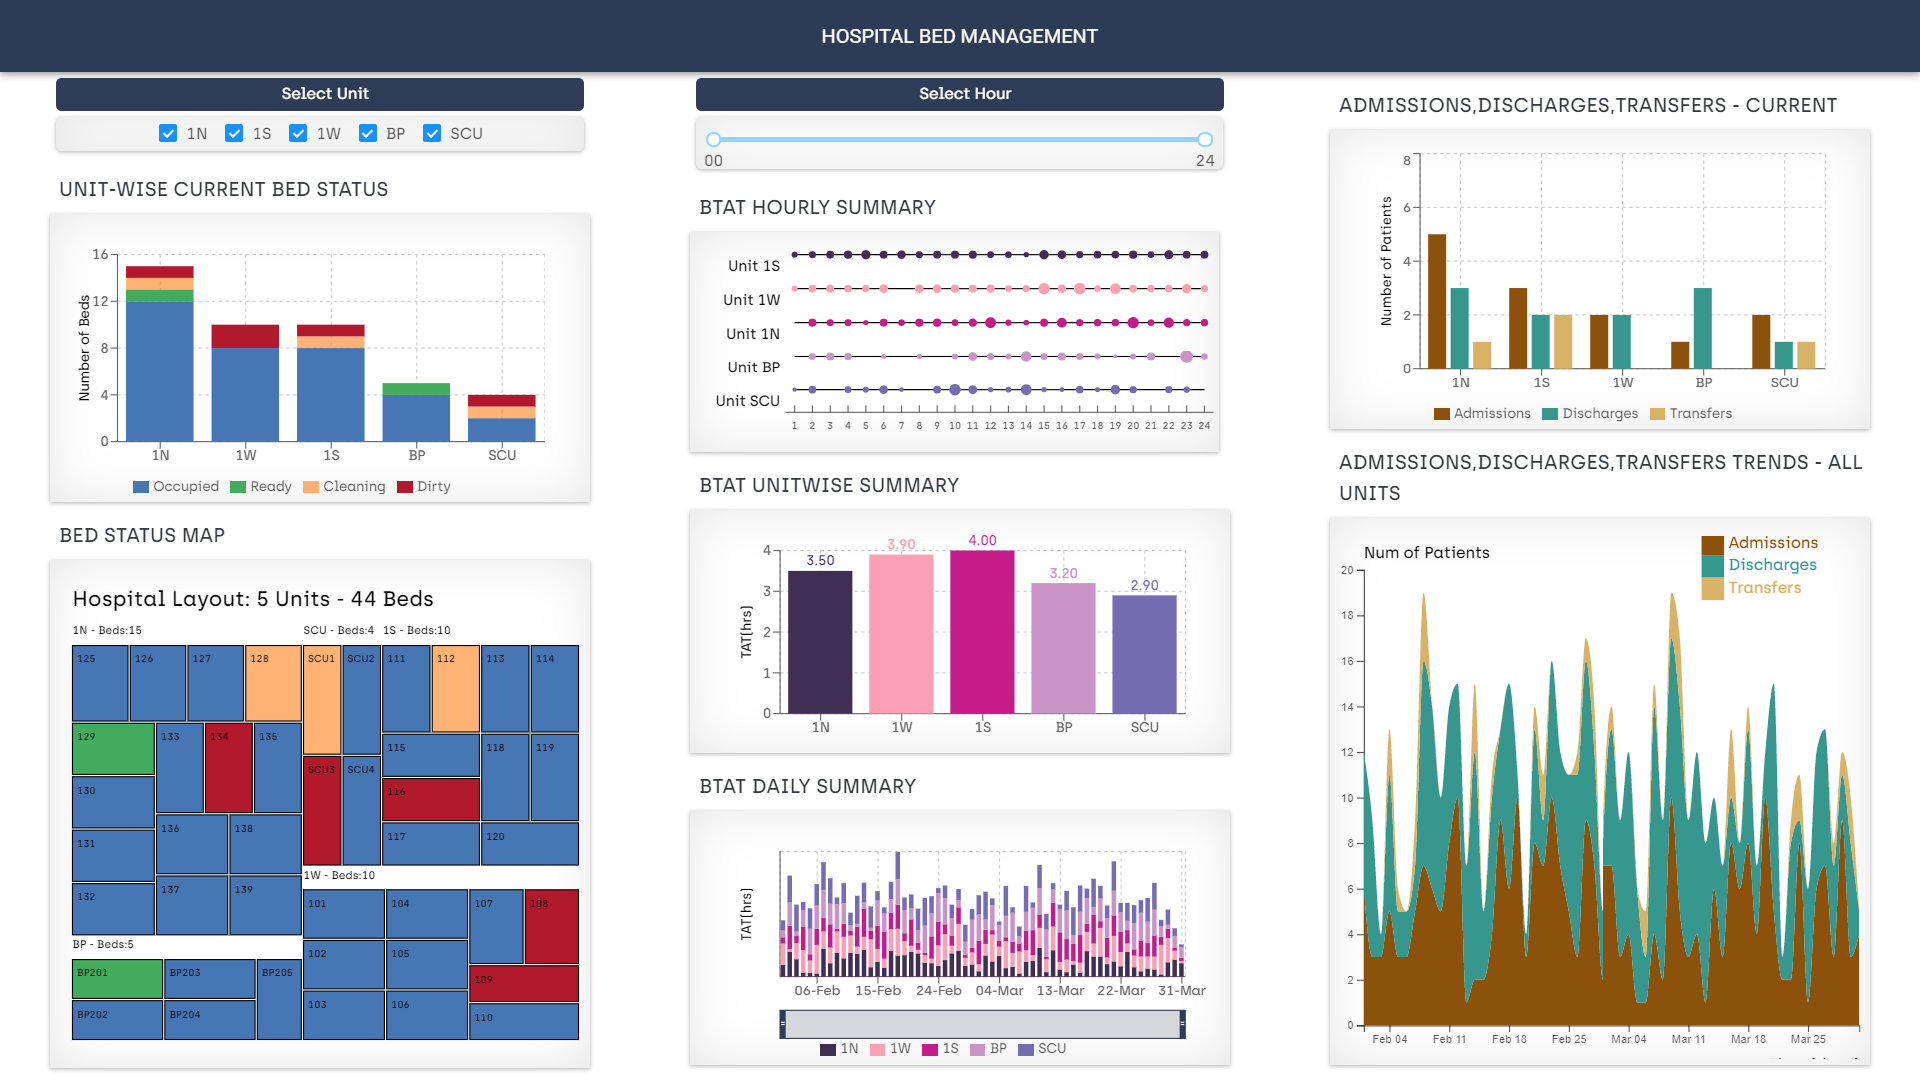 HOSPITAL BED MANAGEMENT
Select Unit
1N 1S 1W BP SCU
UNIT-WISE CURRENT BED STATUS
Number of Beds
16
12
8
4
0
1N 1W 1S BP SCU
Occupied Ready Cleaning Dirty
BED STATUS MAP
Hospital Layout: 5 Units - 44 Beds
1N - Beds:15 SCU - Beds:4 1S - Beds:10
125 126 127 128 SCU1 SCU2 111 112 113 114
129 133 134 135 115 118 119
SCU3 SCU4
130 116
136 138
131 117 120
1W - Beds:10
132 137 139
101 104 107 108
BP - Beds:5
102 105
BP201 BP203 BP205 109
103 106
BP202 BP204 110
Select Hour
00 24
BTAT HOURLY SUMMARY
Unit 1S
Unit 1W
Unit 1N
Unit BP
Unit SCU
1 2 3 4 5 6 7 8 9 10 11 12 13 14 15 16 17 18 19 20 21 22 23 24
BTAT UNITWISE SUMMARY
TAT(hrs)
4
3
2
1
0
3.50 3.90 4.00 3.20 2.90
1N 1W 1S BP SCU
BTAT DAILY SUMMARY
TAT(hrs)
06-Feb 15-Feb 24-Feb 04-Mar 13-Mar 22-Mar 31-Mar
1N 1W 1S BP SCU
ADMISSIONS,DISCHARGES,TRANSFERS - CURRENT
Number of Patients
8
6
4
2
0
1N 1S 1W BP SCU
Admissions Discharges Transfers
ADMISSIONS,DISCHARGES,TRANSFERS TRENDS - ALL
UNITS
Num of Patients
Admissions
Discharges
Transfers
20
18
16
14
12
10
8
6
4
2
0
Feb 04 Feb 11 Feb 18 Feb 25 Mar 04 Mar 11 Mar 18 Mar 25